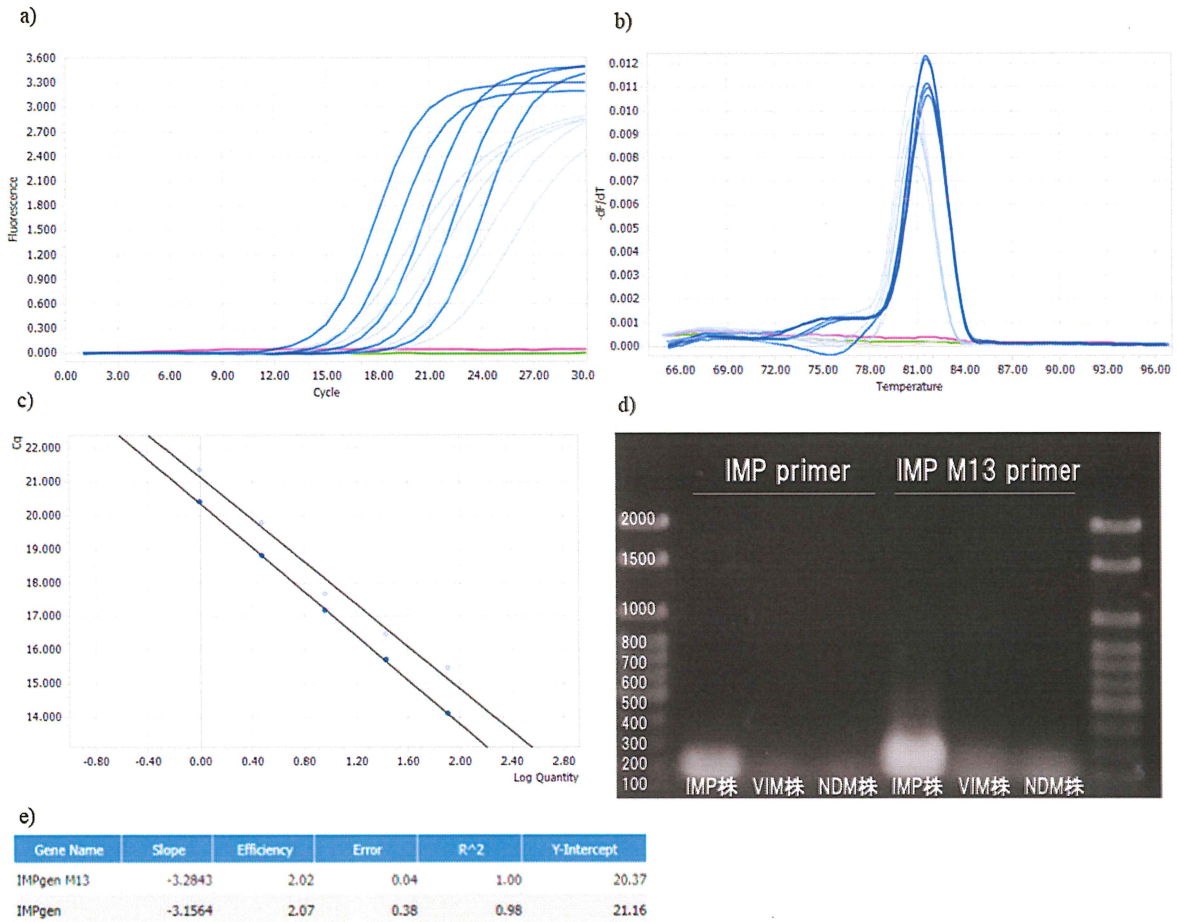 a)
3.600
3.300
3.000
2.700
2.400
2.100
1.800
1.500
1.200
0.900
0.600
0.300
0.000
Fluorescence
0.00 3.00 6.00 9.00 12.00 15.00 18.00 21.00 24.00 27.00 30.0
Cycle
b)
0.012
0.011
0.010
0.009
0.008
0.007
0.006
0.005
0.004
0.003
0.002
0.001
0.000
-dF/dT
66.00 69.00 72.00 75.00 78.00 81.00 84.00 87.00 90.00 93.00 96.00
Temperature
c)
Cq
22.000
21.000
20.000
19.000
18.000
17.000
16.000
15.000
14.000
-0.80 -0.40 0.00 0.40 0.80 1.20 1.60 2.00 2.40 2.80
Log Quantity
d)
IMP primer IMP M13 primer
2000
1500
1000
800
700
600
500
400
300
200
100
IMP株 VIM株 NDM株 IMP株 VIM株 NDM株
e)
Gene Name Slope Efficiency Error R^2 Y-Intercept
IMPgen M13 -3.2843 2.02 0.04 1.00 20.37
IMPgen -3.1564 2.07 0.38 0.98 21.16